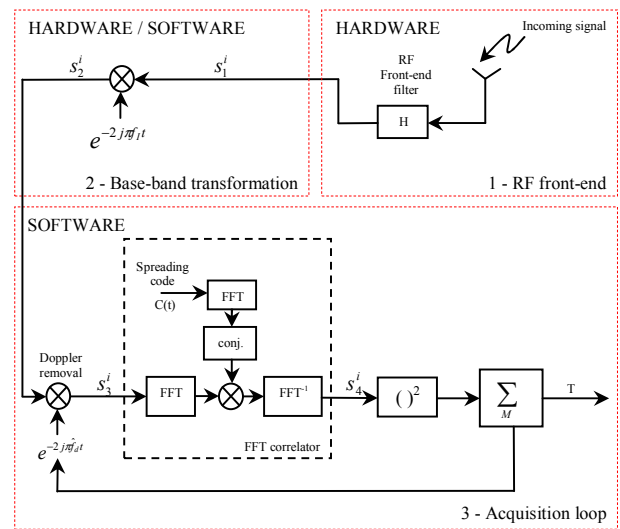 HARDWARE / SOFTWARE
HARDWARE
Incoming signal
RF
Front-end
filter
H
s_2^i
s_1^i
e^{-2jπf_I t}
2 - Base-band transformation
1 - RF front-end
SOFTWARE
Spreading
code
C(t)
FFT
conj.
Doppler
removal
s_3^i
FFT
FFT^{-1}
s_4^i
( )^2
∑
M
T
e^{-2jπ\hat{f}_d t}
FFT correlator
3 - Acquisition loop